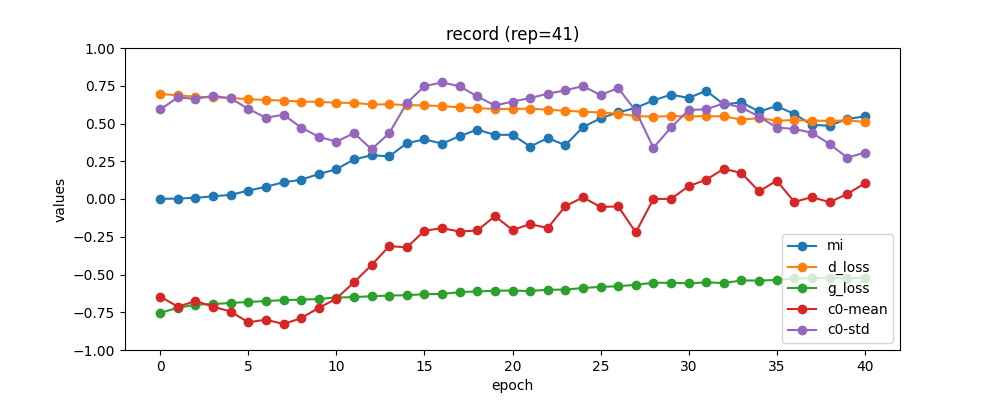 record (rep=41)
1.00
0.75
0.50
0.25
0.00
−0.25
−0.50
−0.75
−1.00
values
mi
d_loss
g_loss
c0-mean
c0-std
0 5 10 15 20 25 30 35 40
epoch